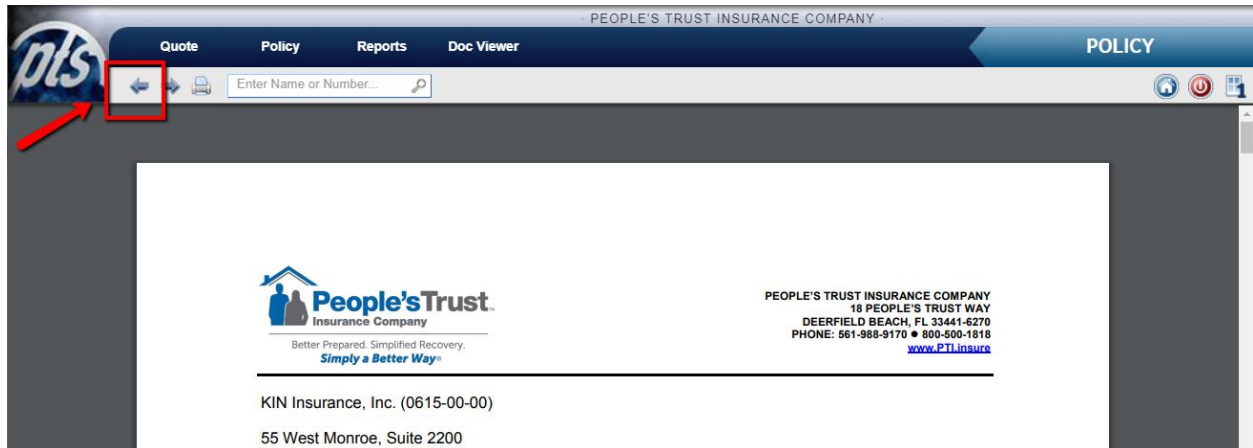 · PEOPLE'S TRUST INSURANCE COMPANY ·
pts
Quote Policy Reports Doc Viewer
POLICY
Enter Name or Number...
1
People'sTrust
Insurance Company
Better Prepared. Simplified Recovery.
Simply a Better Way
PEOPLE'S TRUST INSURANCE COMPANY
18 PEOPLE'S TRUST WAY
DEERFIELD BEACH, FL 33441-6270
PHONE: 561-988-9170 ● 800-500-1818
www.PTI.insure
KIN Insurance, Inc. (0615-00-00)
55 West Monroe, Suite 2200